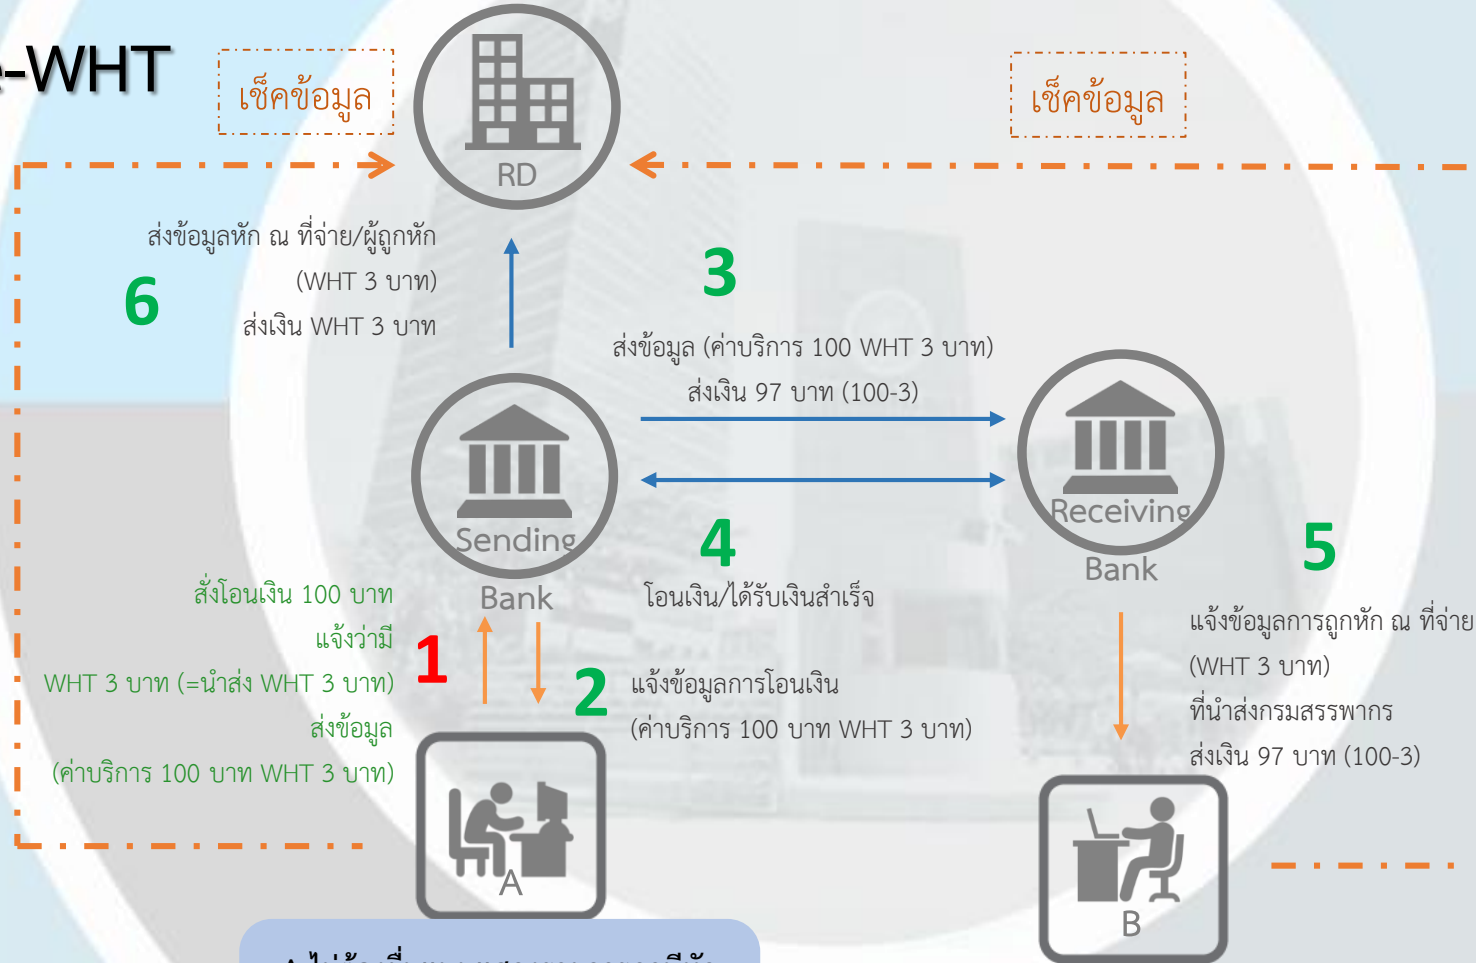 e-WHT
เช็คข้อมูล
เช็คข้อมูล
RD
ส่งข้อมูลหัก ณ ที่จ่าย/ผู้ถูกหัก
(WHT 3 บาท)
ส่งเงิน WHT 3 บาท
6
3
ส่งข้อมูล (ค่าบริการ 100 WHT 3 บาท)
ส่งเงิน 97 บาท (100-3)
Sending
Bank
Receiving
Bank
4
โอนเงิน/ได้รับเงินสำเร็จ
5
แจ้งข้อมูลการถูกหัก ณ ที่จ่าย
(WHT 3 บาท)
ที่นำส่งกรมสรรพากร
ส่งเงิน 97 บาท (100-3)
สั่งโอนเงิน 100 บาท
แจ้งว่ามี
WHT 3 บาท (=นำส่ง WHT 3 บาท)
ส่งข้อมูล
(ค่าบริการ 100 บาท WHT 3 บาท)
1
2
แจ้งข้อมูลการโอนเงิน
(ค่าบริการ 100 บาท WHT 3 บาท)
A
B